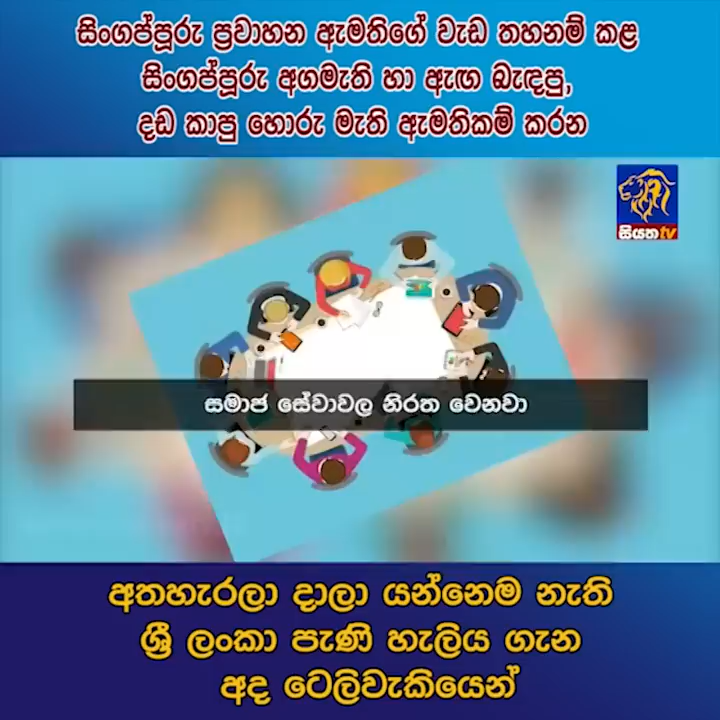 සිංගප්පූරු ප්‍රවාහන ඇමතිගේ වැඩ තහනම් කළ
සිංගප්පූරු අගමැති හා ඇඟ බැඳපු,
දඩ කාපු හොරු මැති ඇමතිකම් කරන
සියත tv
සමාජ සේවාවල නිරත වෙනවා
අතහැරලා දාලා යන්නෙම නැති
ශ්‍රී ලංකා පැණි හැලිය ගැන
අද ටෙලිවැකියෙන්